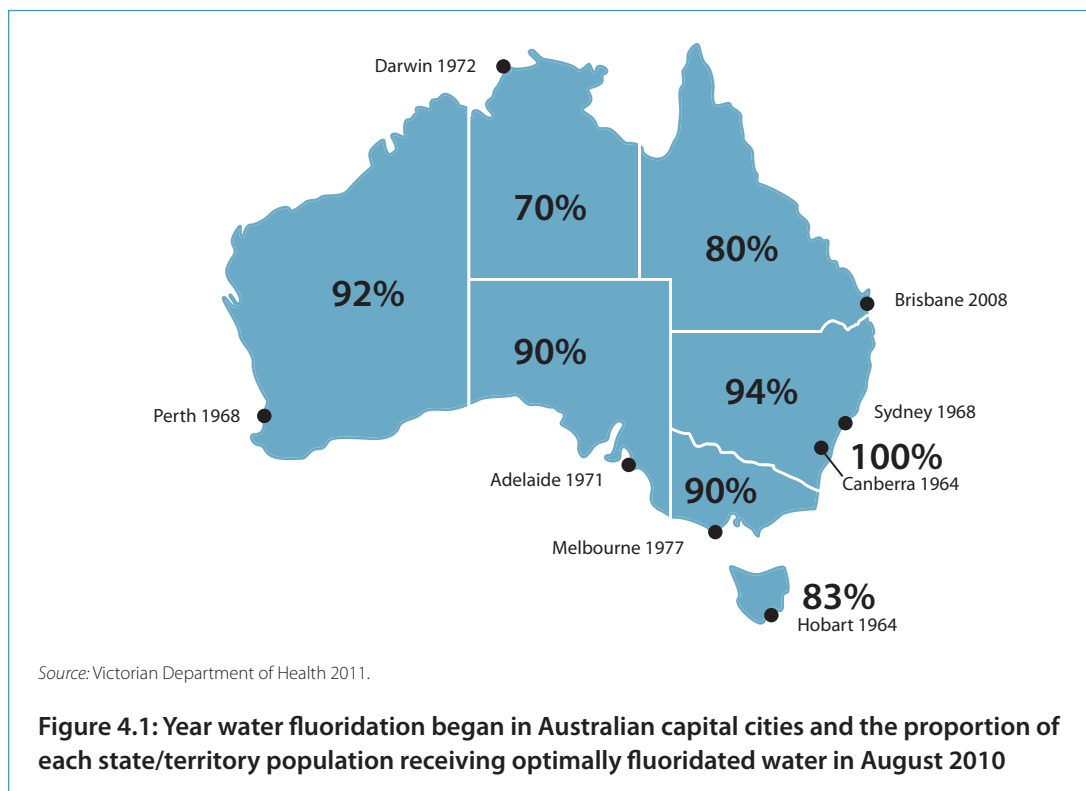 Darwin 1972
70%
80%
92%
Brisbane 2008
90%
94%
Perth 1968
Sydney 1968
100%
Adelaide 1971
90%
Canberra 1964
Melbourne 1977
83%
Hobart 1964
Source: Victorian Department of Health 2011.
Figure 4.1: Year water fluoridation began in Australian capital cities and the proportion of
each state/territory population receiving optimally fluoridated water in August 2010